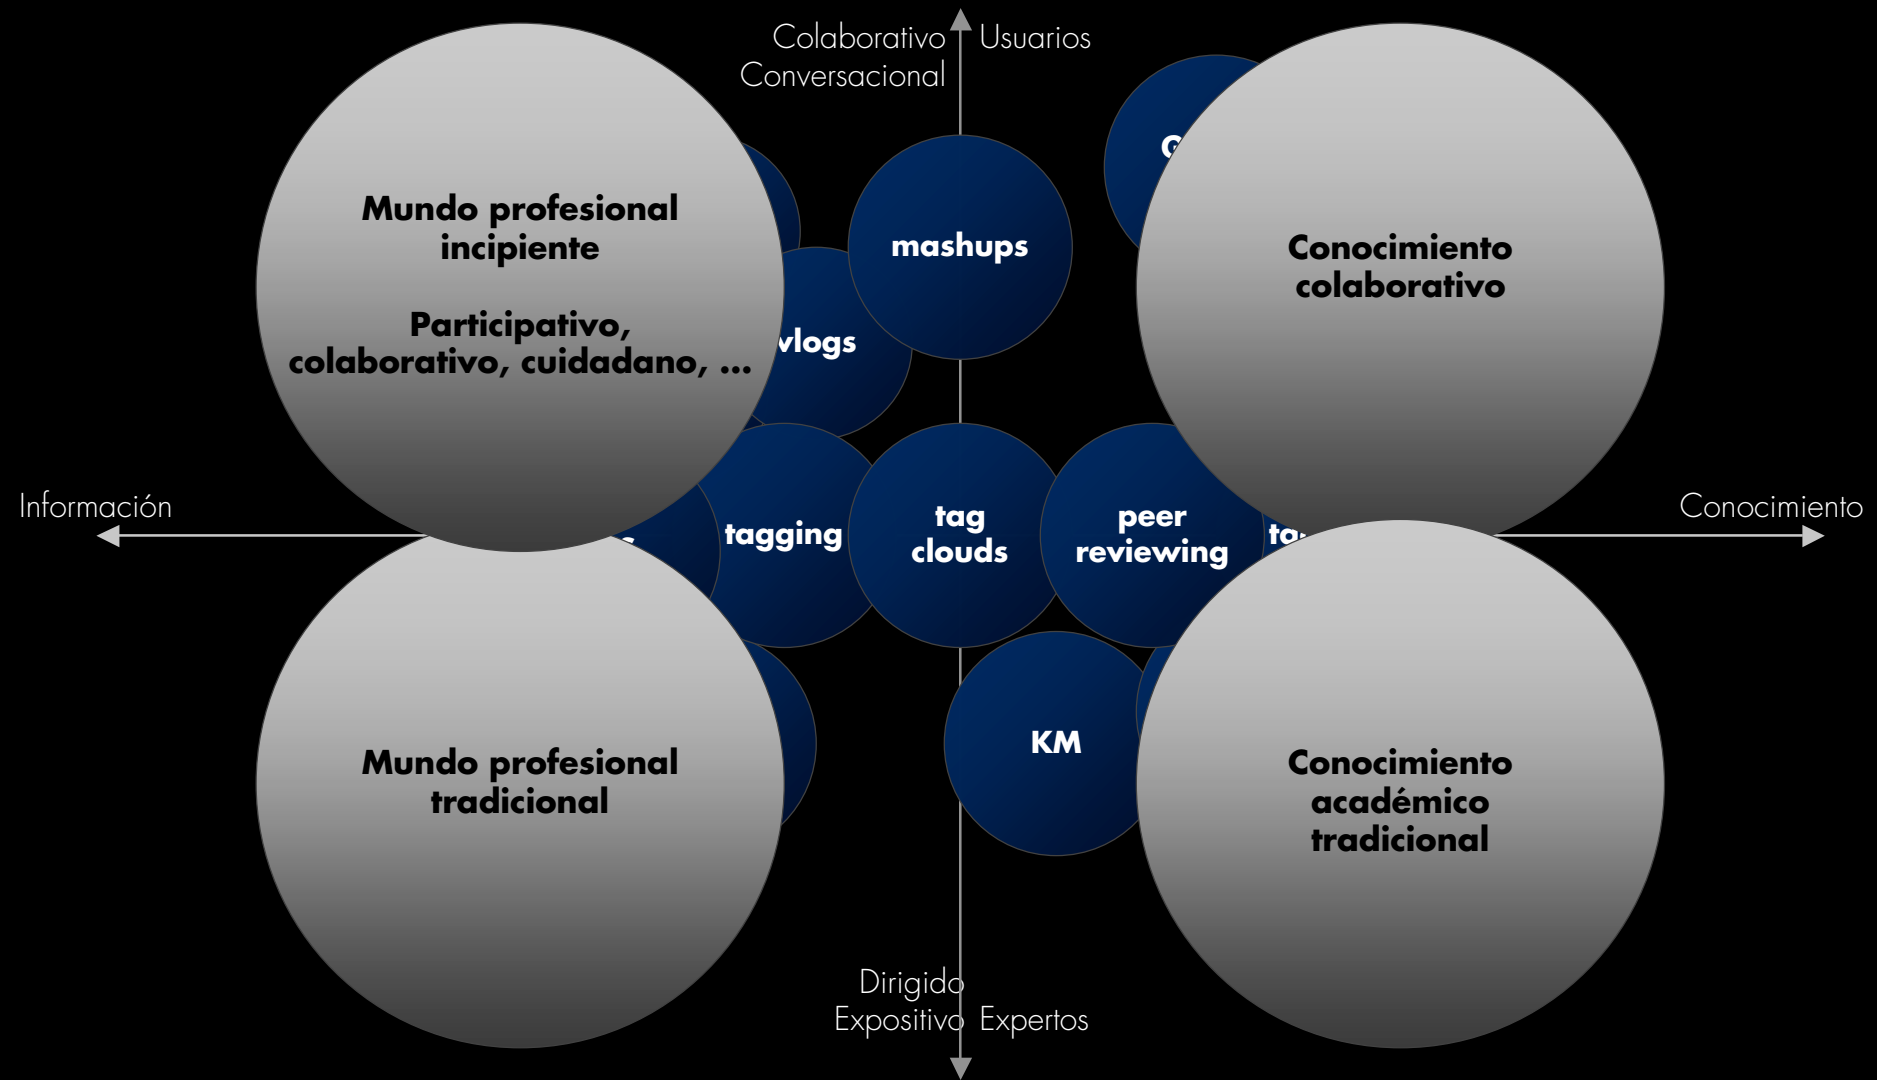 Colaborativo
Conversacional
Usuarios
Mundo profesional
incipiente
Participativo,
colaborativo, cuidadano, ...
mashups
Conocimiento
colaborativo
vlogs
Información
Conocimiento
tagging
tag
clouds
peer
reviewing
KM
Mundo profesional
tradicional
Conocimiento
académico
tradicional
Dirigido
Expositivo
Expertos